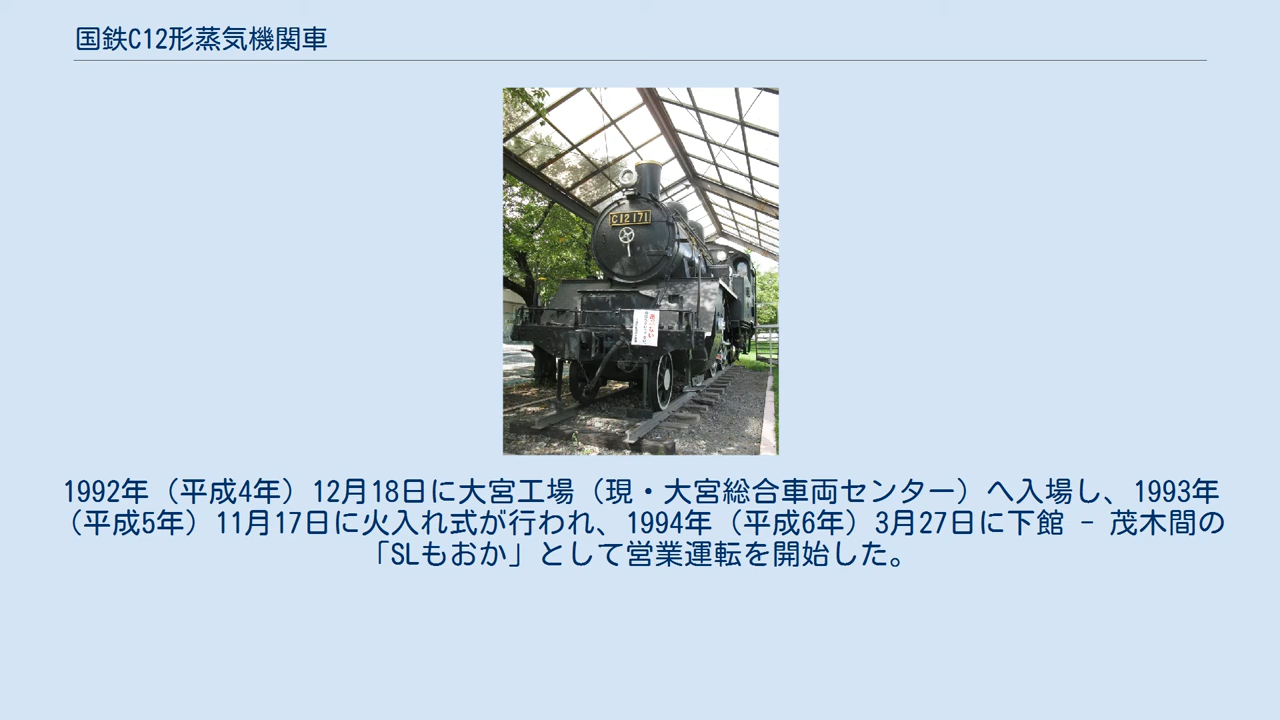 国鉄C12形蒸気機関車
C12171
1992年（平成4年）12月18日に大宮工場（現・大宮総合車両センター）へ入場し、1993年
（平成5年）11月17日に火入れ式が行われ、1994年（平成6年）3月27日に下館 - 茂木間の
「SLもおか」として営業運転を開始した。